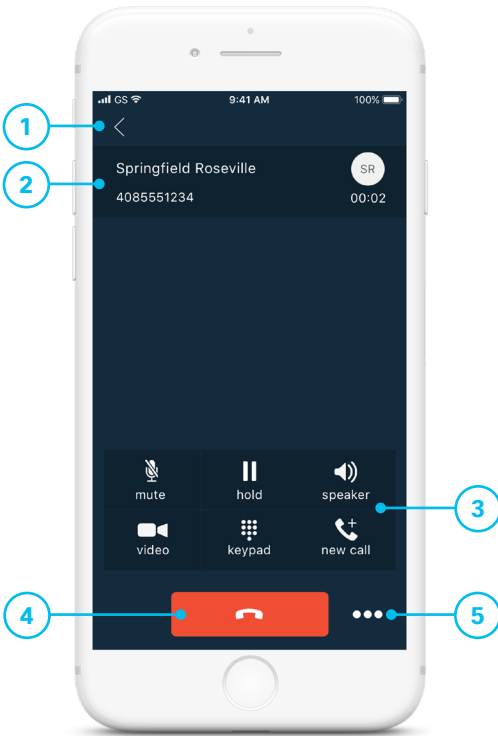 GS 9:41 AM 100%
1
Springfield Roseville SR
2
4085551234 00:02
mute hold speaker
3
video keypad new call
4
5